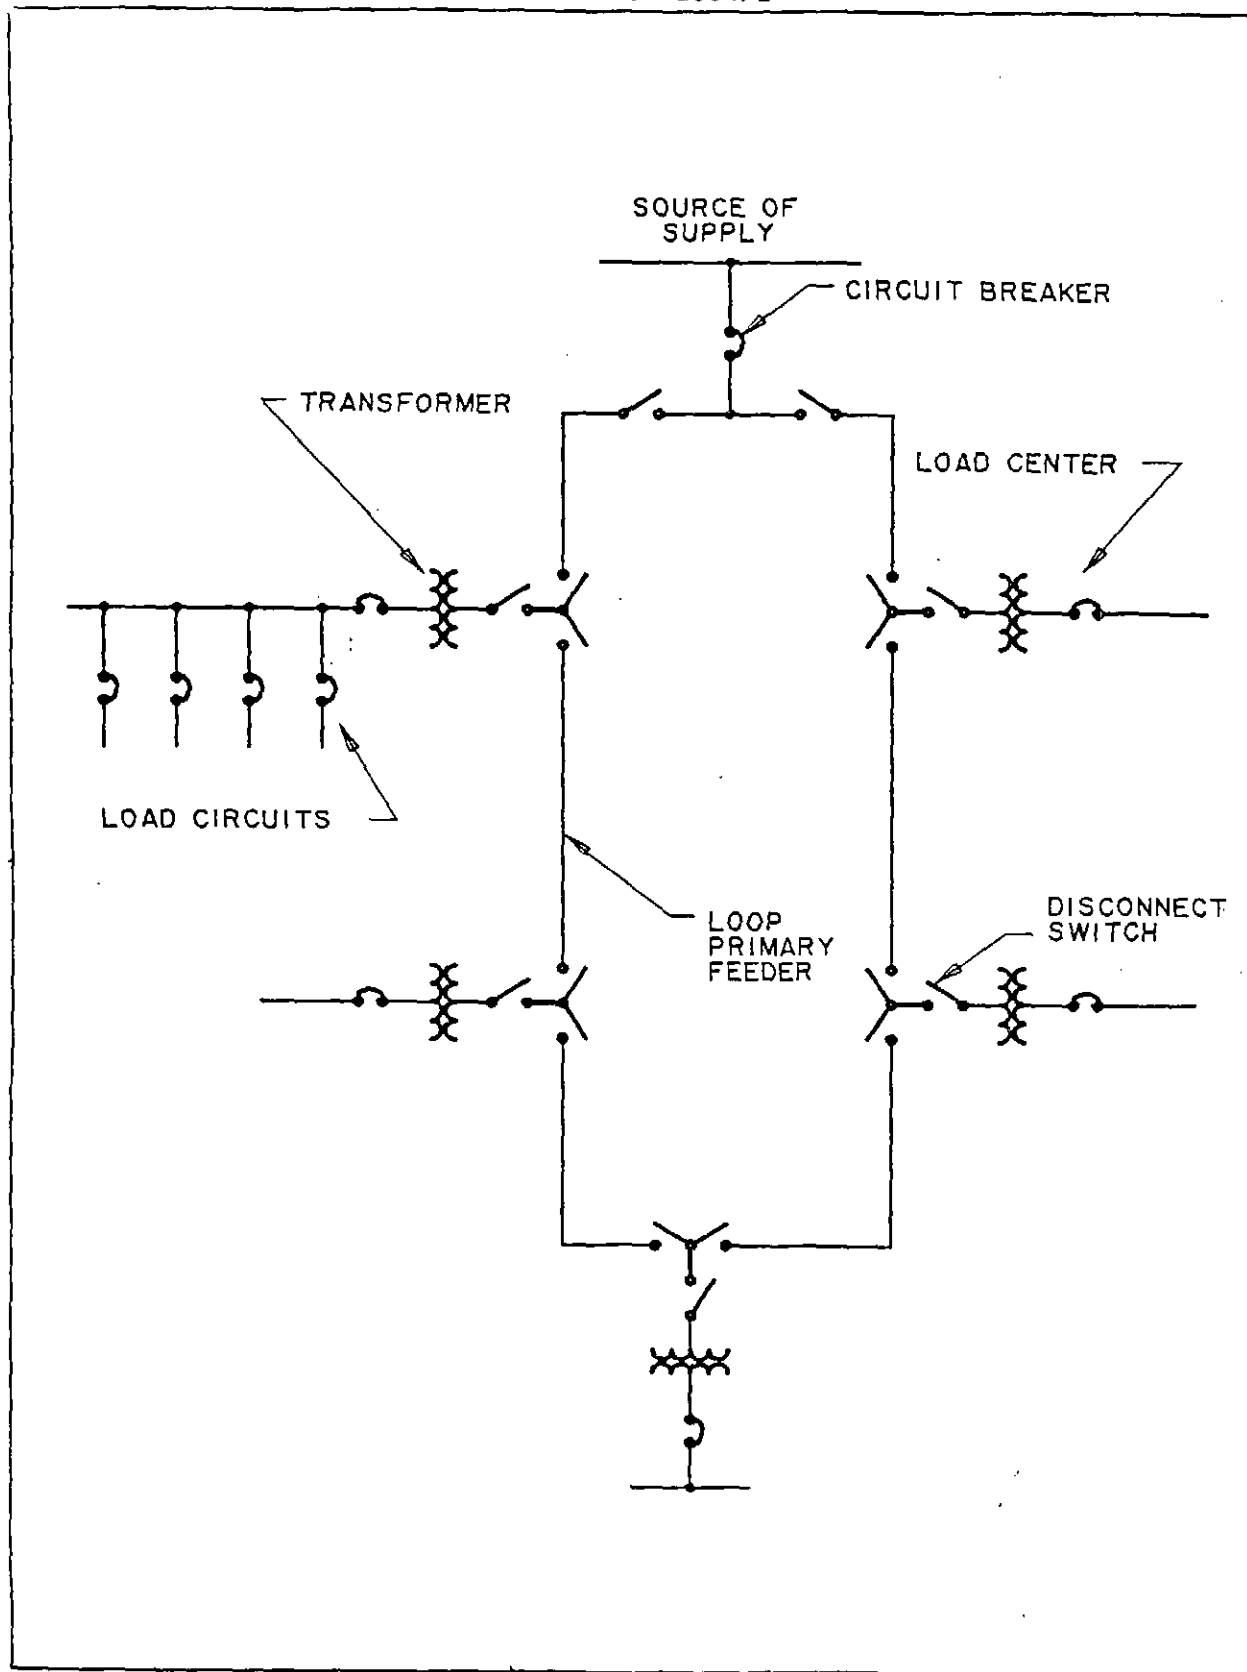 SOURCE OF
SUPPLY
CIRCUIT BREAKER
TRANSFORMER
LOAD CENTER
LOAD CIRCUITS
LOOP
PRIMARY
FEEDER
DISCONNECT
SWITCH